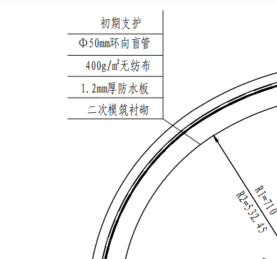 初期支护
Φ50mm环向盲管
400g/m²无纺布
1.2mm厚防水板
二次模筑衬砌
R1=710
R2=532.45